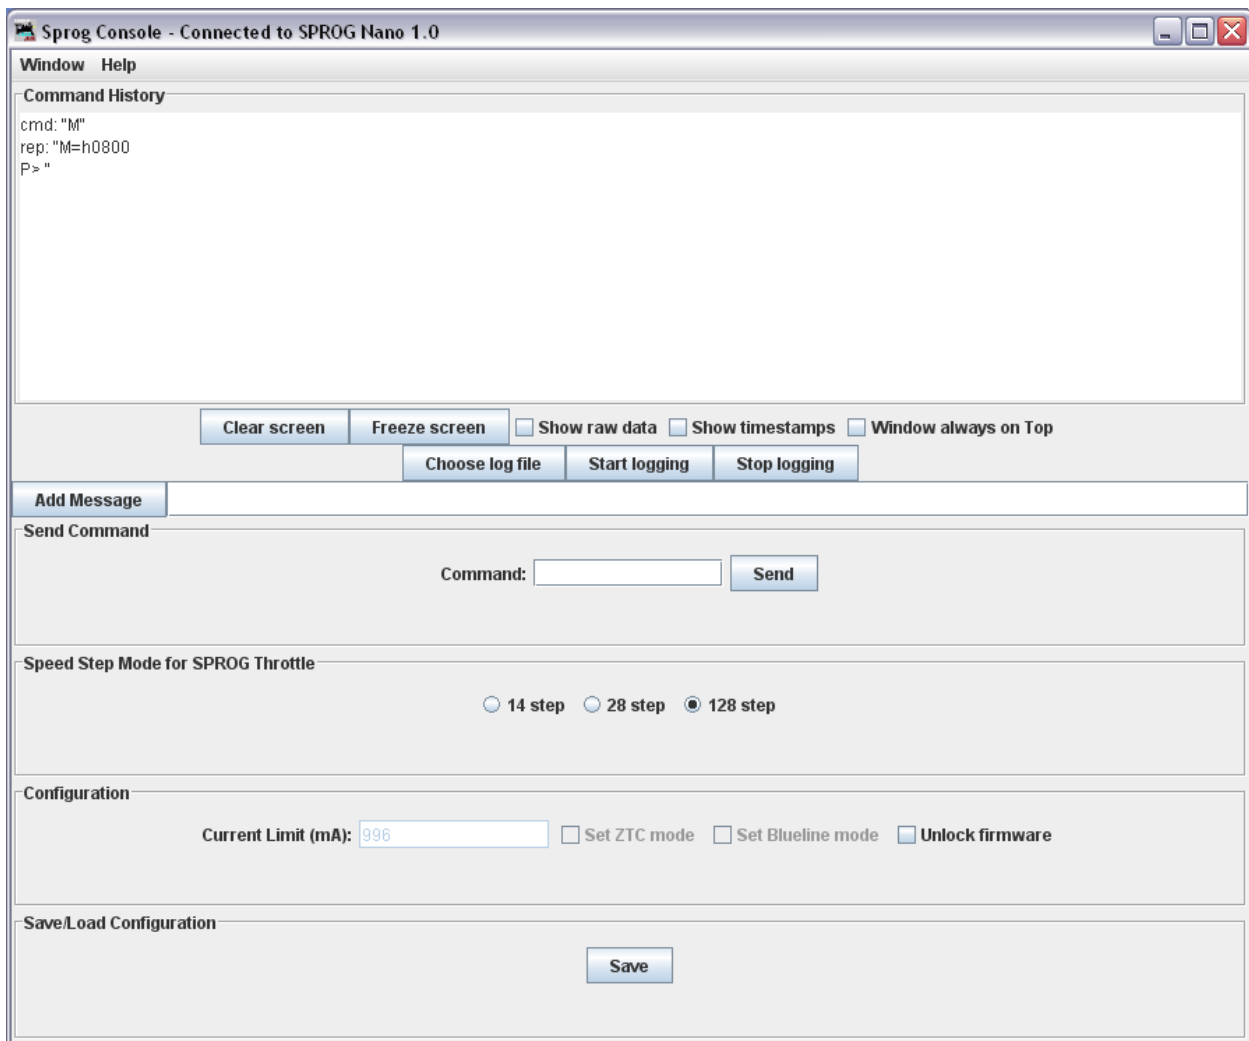 Sprog Console - Connected to SPROG Nano 1.0
Window Help
Command History
cmd: "M"
rep: "M=h0800
P> "
Clear screen Freeze screen Show raw data Show timestamps Window always on Top
Choose log file Start logging Stop logging
Add Message
Send Command
Command: Send
Speed Step Mode for SPROG Throttle
14 step 28 step 128 step
Configuration
Current Limit (mA): 996 Set ZTC mode Set Blueline mode Unlock firmware
Save/Load Configuration
Save